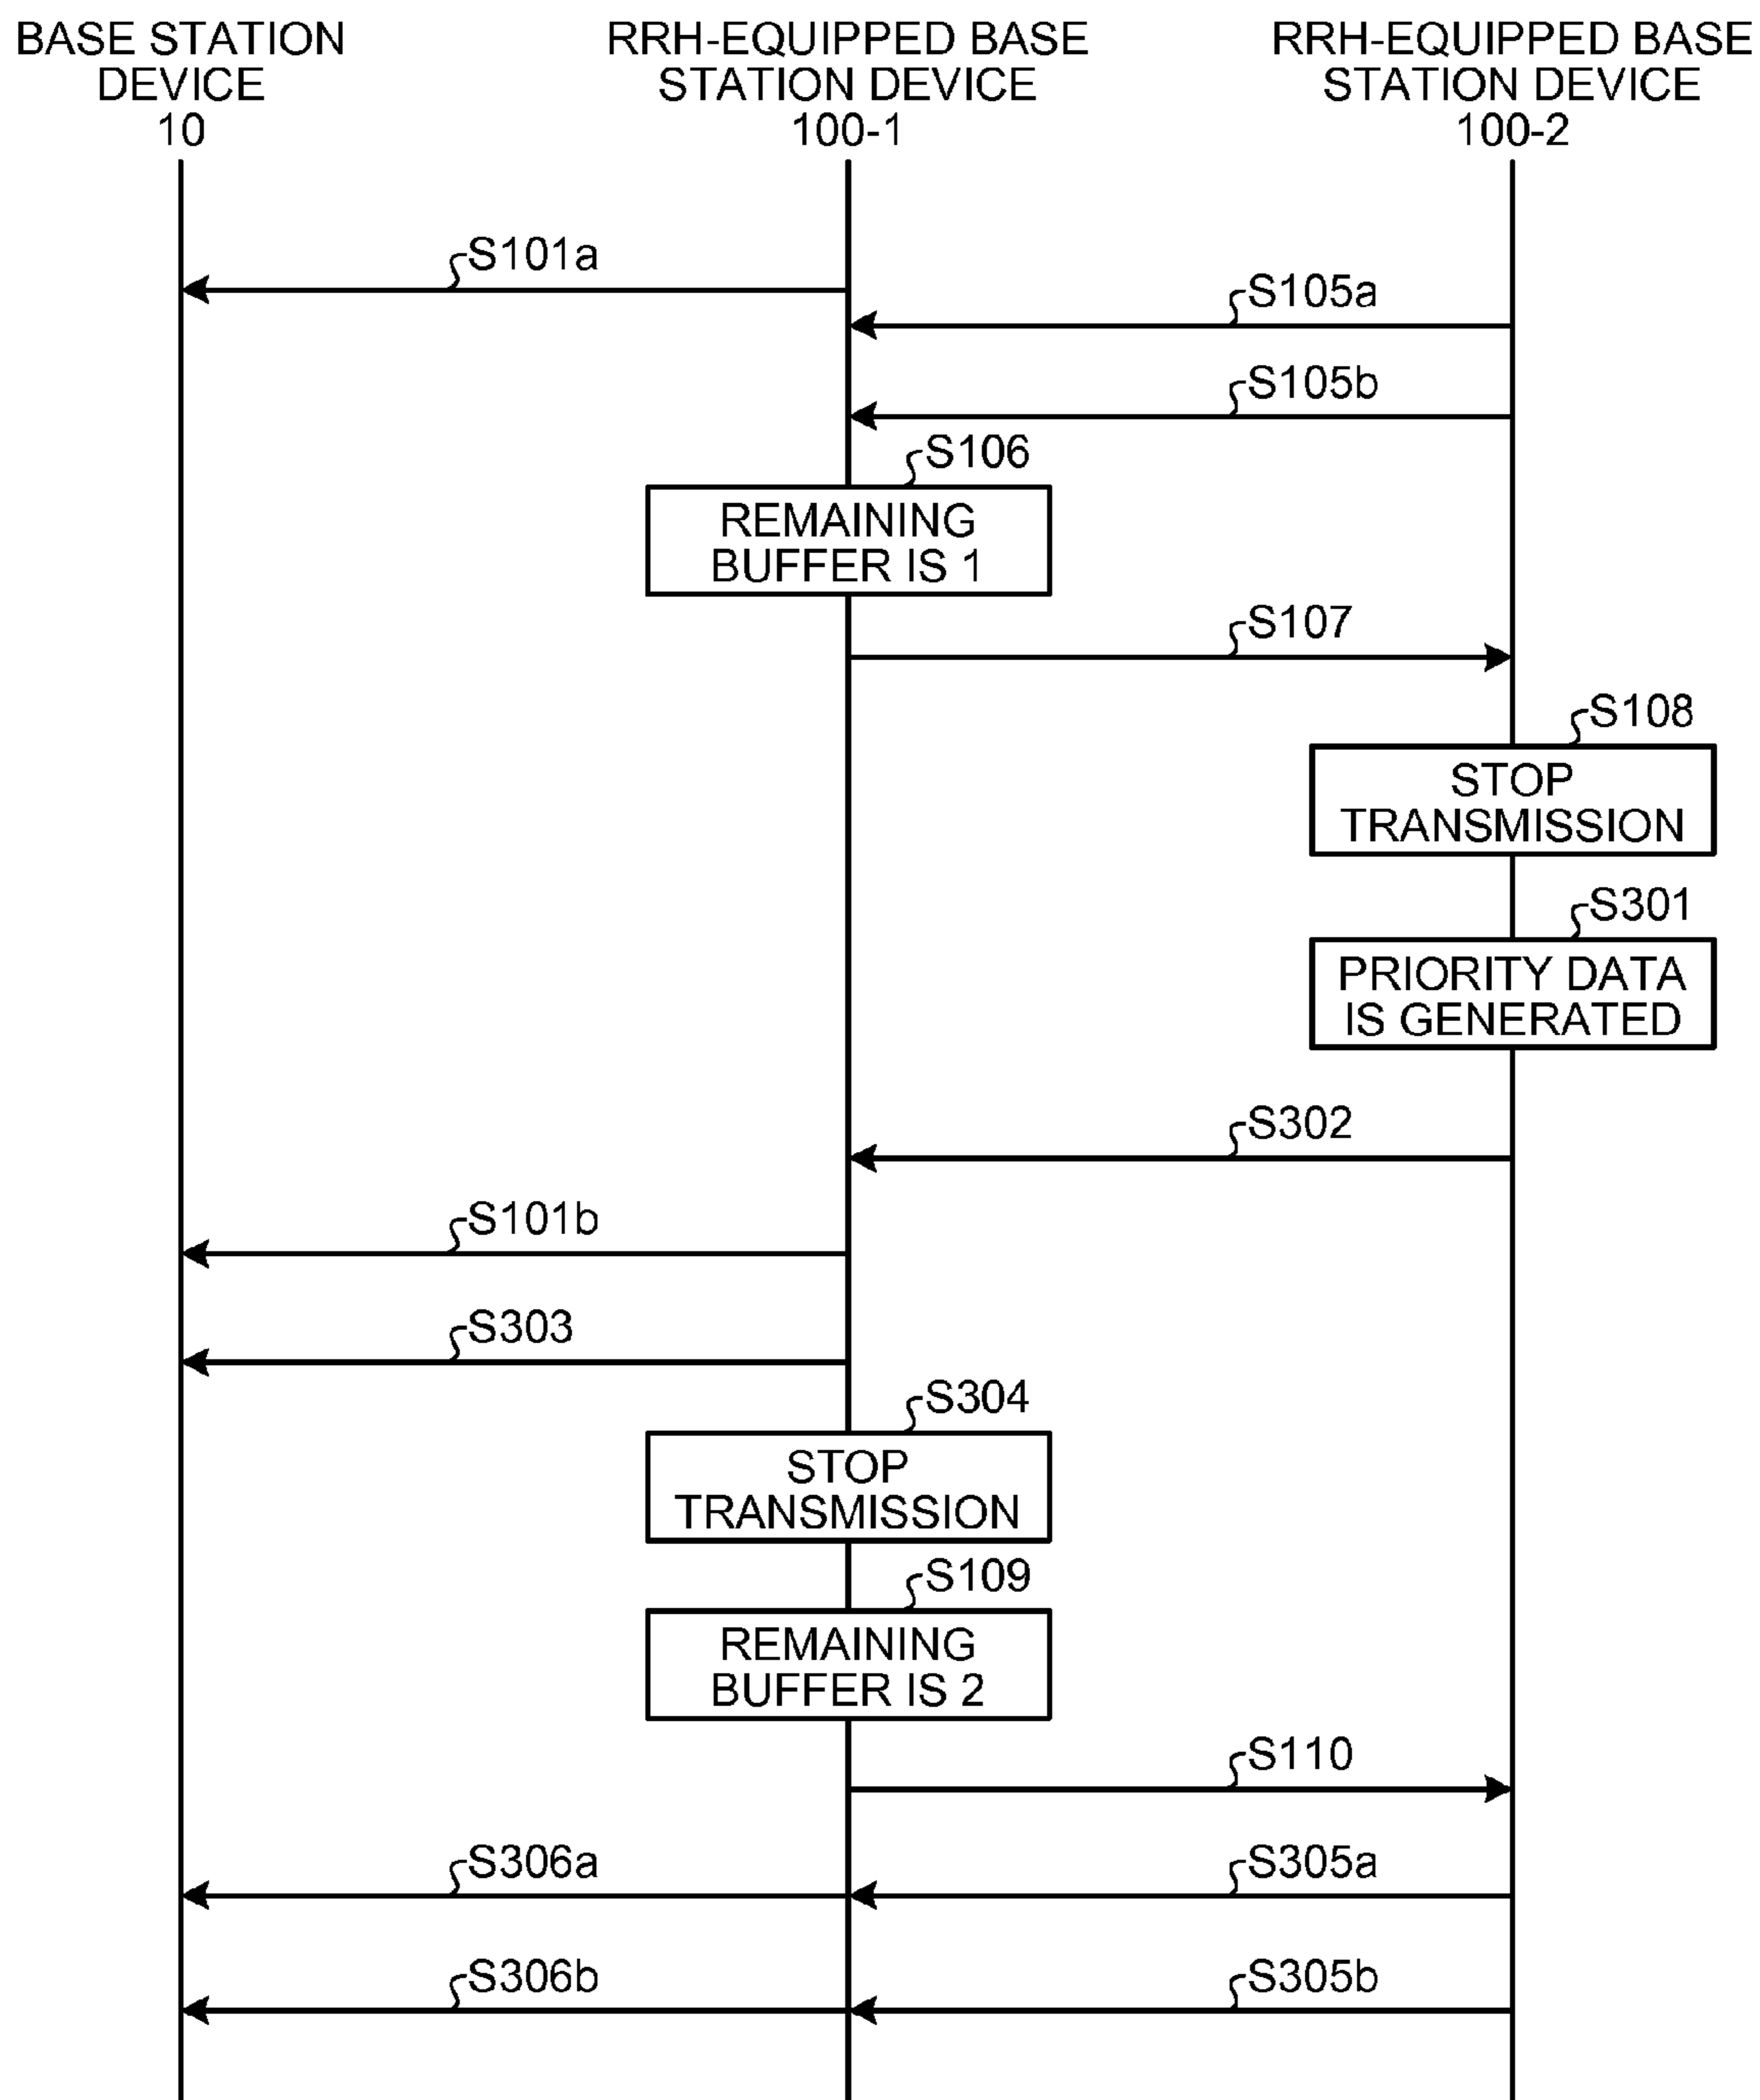 BASE STATION
DEVICE
10
RRH-EQUIPPED BASE
STATION DEVICE
100-1
RRH-EQUIPPED BASE
STATION DEVICE
100-2
S101a
S105a
S105b
S106
REMAINING
BUFFER IS 1
S107
S108
STOP
TRANSMISSION
S301
PRIORITY DATA
IS GENERATED
S302
S101b
S303
S304
STOP
TRANSMISSION
S109
REMAINING
BUFFER IS 2
S110
S306a
S305a
S306b
S305b